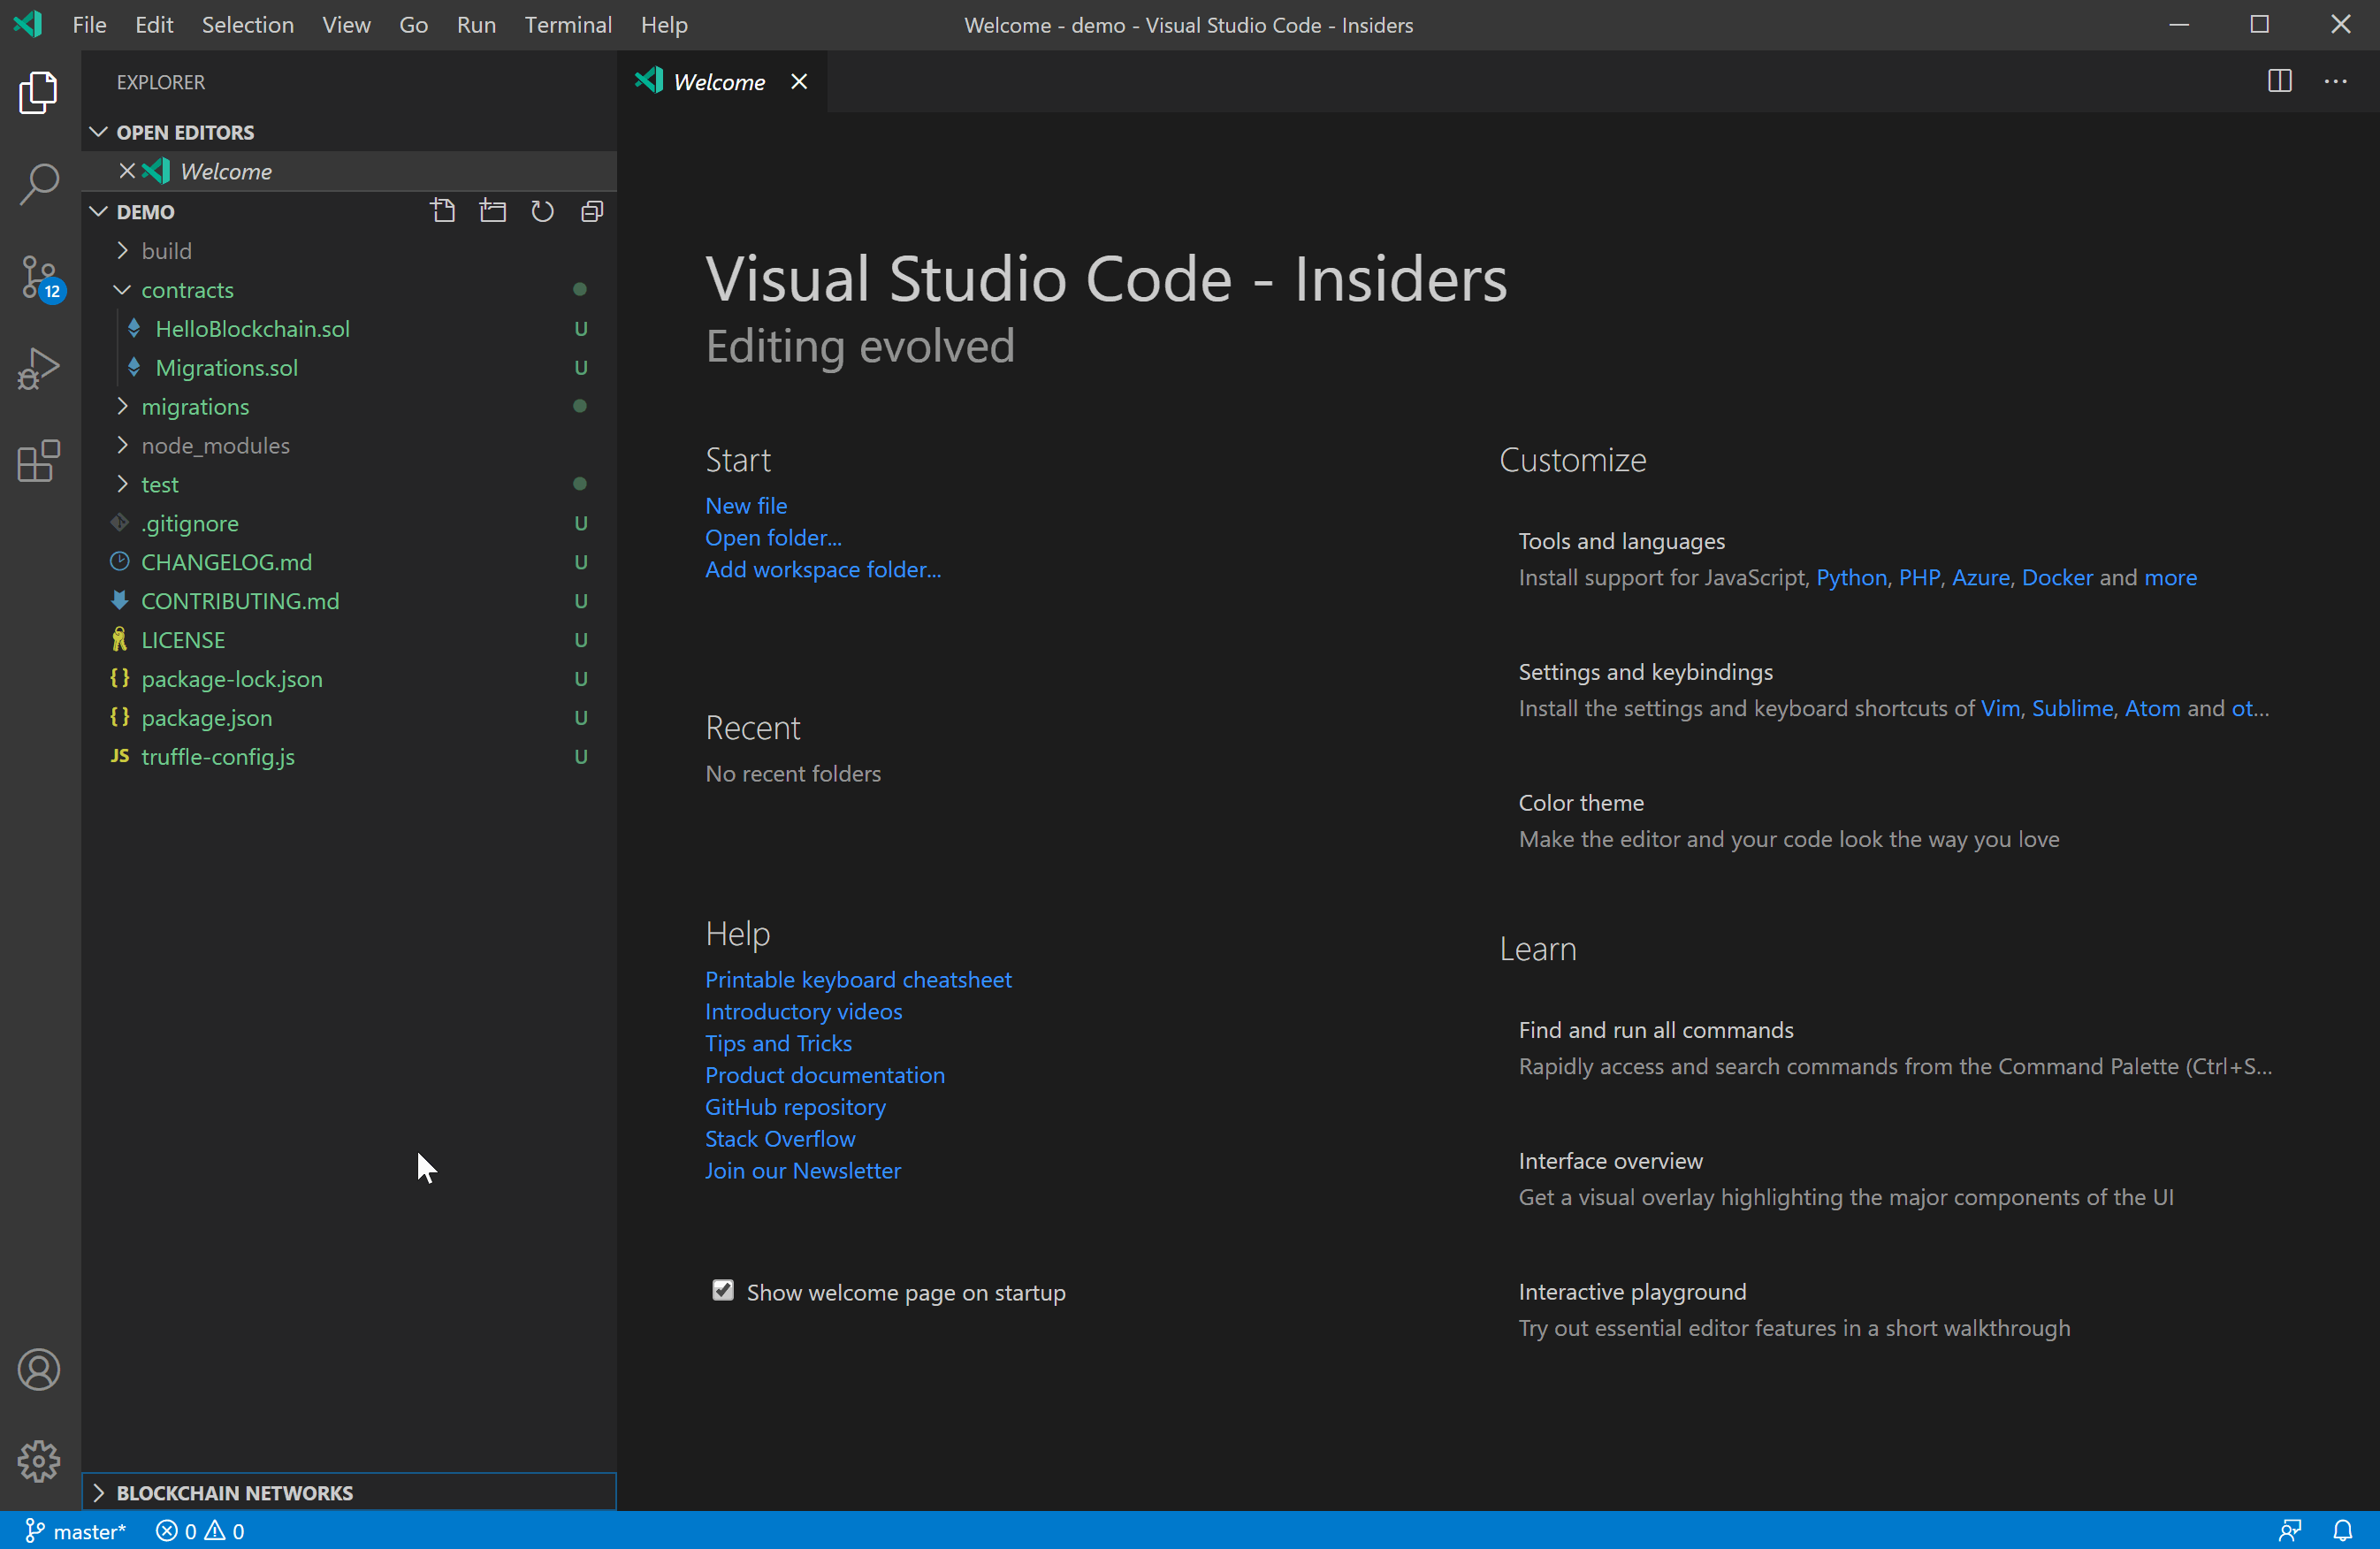 File Edit Selection View Go Run Terminal Help
Welcome - demo - Visual Studio Code - Insiders
EXPLORER
OPEN EDITORS
Welcome
DEMO
build
contracts
HelloBlockchain.sol U
Migrations.sol U
migrations
node_modules
test
.gitignore U
CHANGELOG.md U
CONTRIBUTING.md U
LICENSE U
{} package-lock.json U
{} package.json U
JS truffle-config.js U
BLOCKCHAIN NETWORKS
12
Welcome
Visual Studio Code - Insiders
Editing evolved
Start
New file
Open folder...
Add workspace folder...
Recent
No recent folders
Help
Printable keyboard cheatsheet
Introductory videos
Tips and Tricks
Product documentation
GitHub repository
Stack Overflow
Join our Newsletter
Show welcome page on startup
Customize
Tools and languages
Install support for JavaScript, Python, PHP, Azure, Docker and more
Settings and keybindings
Install the settings and keyboard shortcuts of Vim, Sublime, Atom and ot...
Color theme
Make the editor and your code look the way you love
Learn
Find and run all commands
Rapidly access and search commands from the Command Palette (Ctrl+S...
Interface overview
Get a visual overlay highlighting the major components of the UI
Interactive playground
Try out essential editor features in a short walkthrough
master* 0 0